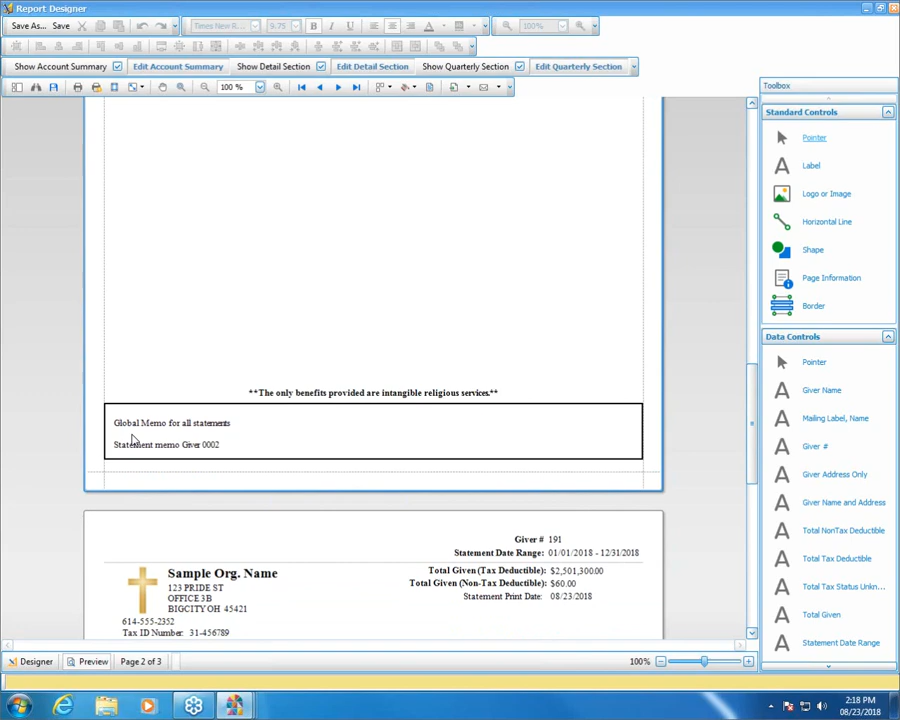 Report Designer
Save As... Save Times New R... 9.75 B I U A 100%
Show Account Summary Edit Account Summary Show Detail Section Edit Detail Section Show Quarterly Section Edit Quarterly Section
100 %
Toolbox
Standard Controls
Pointer
Label
Logo or Image
Horizontal Line
Shape
Page Information
Border
Data Controls
Pointer
Giver Name
Mailing Label, Name
Giver #
Giver Address Only
Giver Name and Address
Total NonTax Deductible
Total Tax Deductible
Total Tax Status Unkn...
Total Given
Statement Date Range
**The only benefits provided are intangible religious services.**
Global Memo for all statements
Statement memo Giver 0002
Giver # 191
Statement Date Range: 01/01/2018 - 12/31/2018
Sample Org. Name
123 PRIDE ST
OFFICE 3B
BIGCITY OH 45421
614-555-2352
Tax ID Number 31-456789
Total Given (Tax Deductible): $2,501,300.00
Total Given (Non-Tax Deductible): $60.00
Statement Print Date: 08/23/2018
Designer Preview Page 2 of 3 100%
2:18 PM
08/23/2018